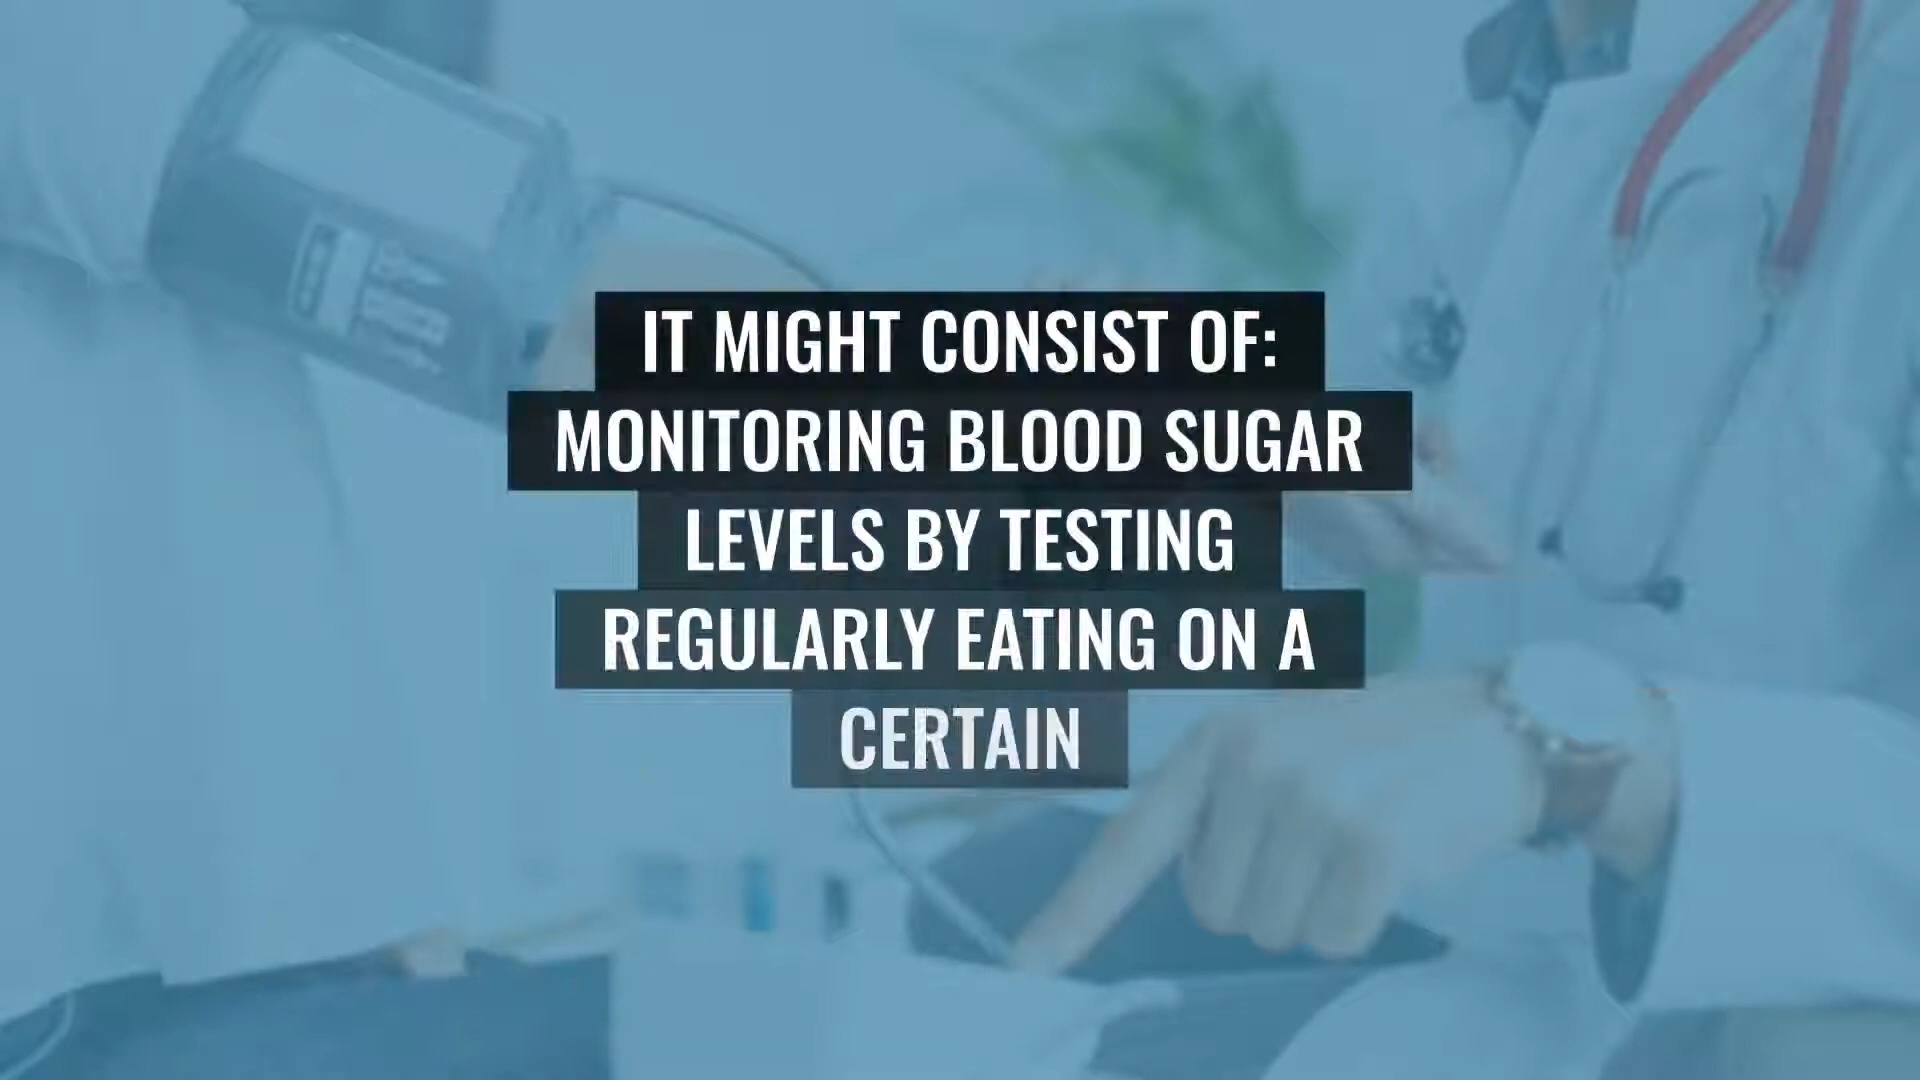 IT MIGHT CONSIST OF:
MONITORING BLOOD SUGAR
LEVELS BY TESTING
REGULARLY EATING ON A
CERTAIN